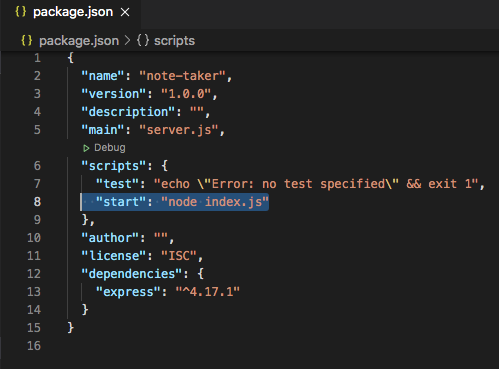 {} package.json ×
{} package.json > {} scripts
1 {
2 "name": "note-taker",
3 "version": "1.0.0",
4 "description": "",
5 "main": "server.js",
▷ Debug
6 "scripts": {
7 "test": "echo \"Error: no test specified\" && exit 1",
8 "start": "node index.js"
9 },
10 "author": "",
11 "license": "ISC",
12 "dependencies": {
13 "express": "^4.17.1"
14 }
15 }
16